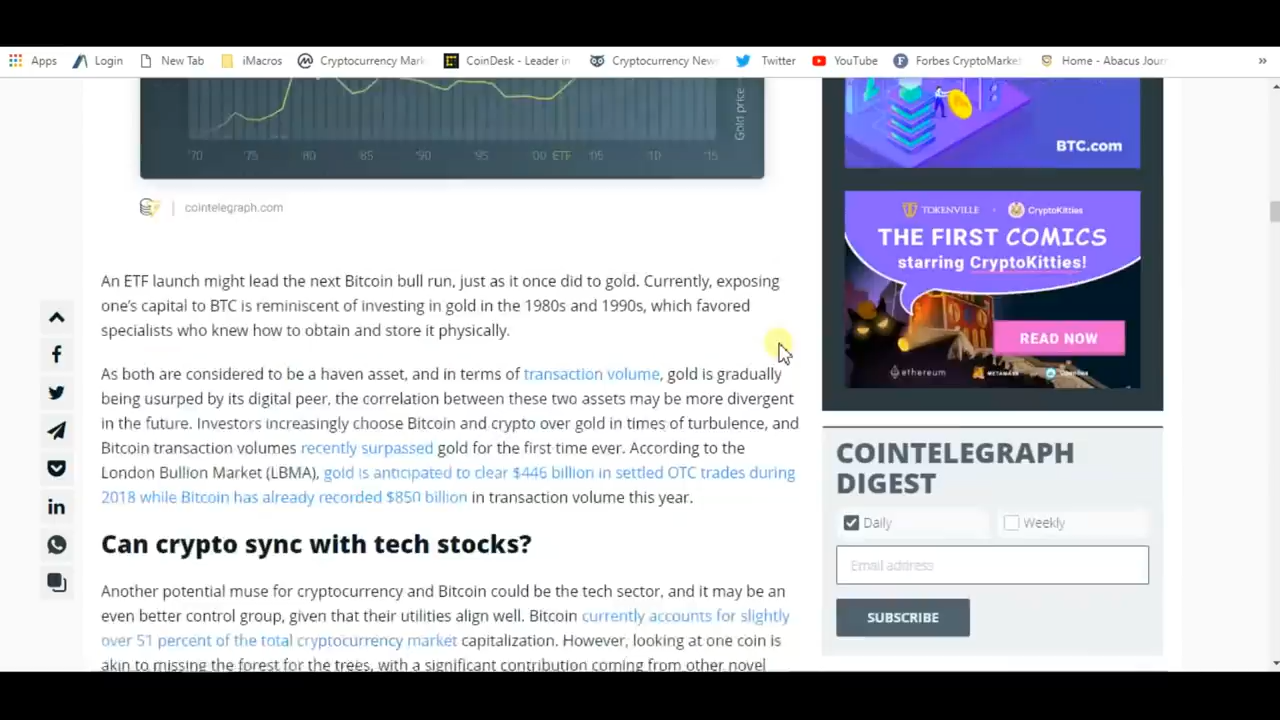 Apps
Login
New Tab
iMacros
Cryptocurrency Mark
CoinDesk - Leader in
Cryptocurrency New
Twitter
YouTube
Forbes CryptoMarket
Home - Abacus Jour
»
Gold price
'70 '75 '80 '85 '90 '95 '00 ETF '05 '10 '15
cointelegraph.com
An ETF launch might lead the next Bitcoin bull run, just as it once did to gold. Currently, exposing
one's capital to BTC is reminiscent of investing in gold in the 1980s and 1990s, which favored
specialists who knew how to obtain and store it physically.
As both are considered to be a haven asset, and in terms of transaction volume, gold is gradually
being usurped by its digital peer, the correlation between these two assets may be more divergent
in the future. Investors increasingly choose Bitcoin and crypto over gold in times of turbulence, and
Bitcoin transaction volumes recently surpassed gold for the first time ever. According to the
London Bullion Market (LBMA), gold is anticipated to clear $446 billion in settled OTC trades during
2018 while Bitcoin has already recorded $850 billion in transaction volume this year.
Can crypto sync with tech stocks?
Another potential muse for cryptocurrency and Bitcoin could be the tech sector, and it may be an
even better control group, given that their utilities align well. Bitcoin currently accounts for slightly
over 51 percent of the total cryptocurrency market capitalization. However, looking at one coin is
akin to missing the forest for the trees, with a significant contribution coming from other novel
BTC.com
TOKENVILLE
CryptoKitties
THE FIRST COMICS
starring CryptoKitties!
READ NOW
ethereum
METAMASK
COINTELEGRAPH
DIGEST
Daily
Weekly
Email address
SUBSCRIBE